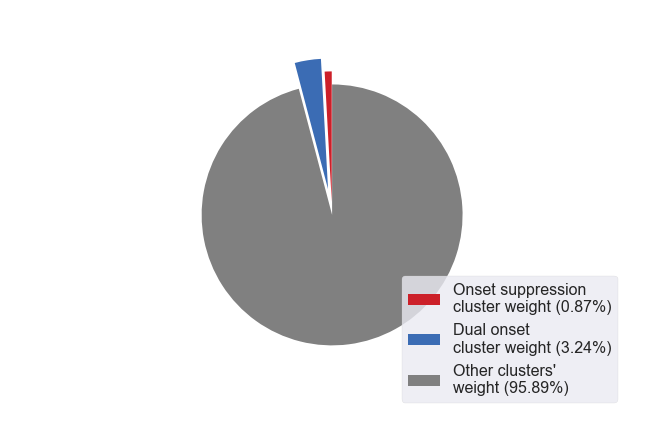 Onset suppression
cluster weight (0.87%)
Dual onset
cluster weight (3.24%)
Other clusters'
weight (95.89%)